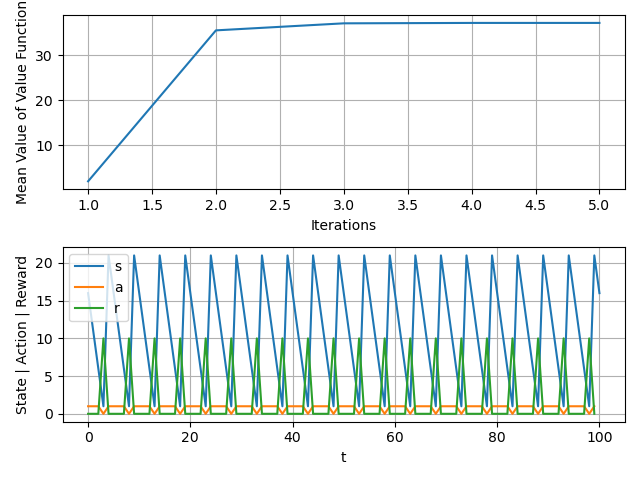 Mean Value of Value Function
30
20
10
1.0 1.5 2.0 2.5 3.0 3.5 4.0 4.5 5.0
Iterations
State | Action | Reward
20
15
10
5
0
s
a
r
0 20 40 60 80 100
t